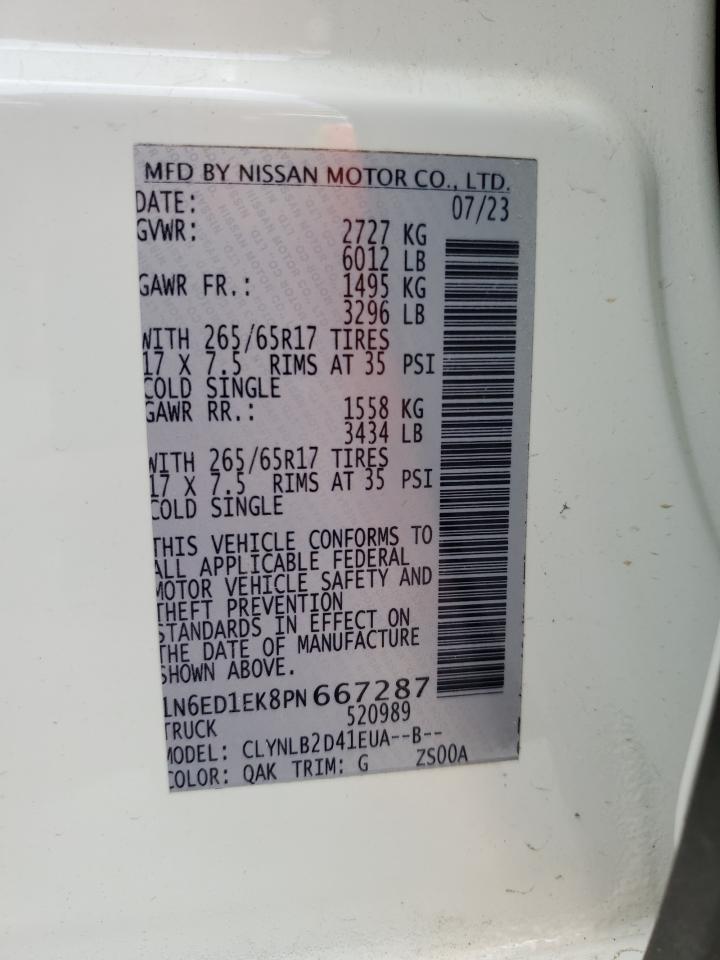 MFD BY NISSAN MOTOR CO., LTD.
DATE: 07/23
GVWR: 2727 KG
6012 LB
GAWR FR.: 1495 KG
3296 LB
WITH 265/65R17 TIRES
17 X 7.5 RIMS AT 35 PSI
COLD SINGLE
GAWR RR.: 1558 KG
3434 LB
WITH 265/65R17 TIRES
17 X 7.5 RIMS AT 35 PSI
COLD SINGLE
THIS VEHICLE CONFORMS TO
ALL APPLICABLE FEDERAL
MOTOR VEHICLE SAFETY AND
THEFT PREVENTION
STANDARDS IN EFFECT ON
THE DATE OF MANUFACTURE
SHOWN ABOVE.
1N6ED1EK8PN667287
TRUCK 520989
MODEL: CLYNLB2D41EUA--B--
COLOR: QAK TRIM: G ZS00A